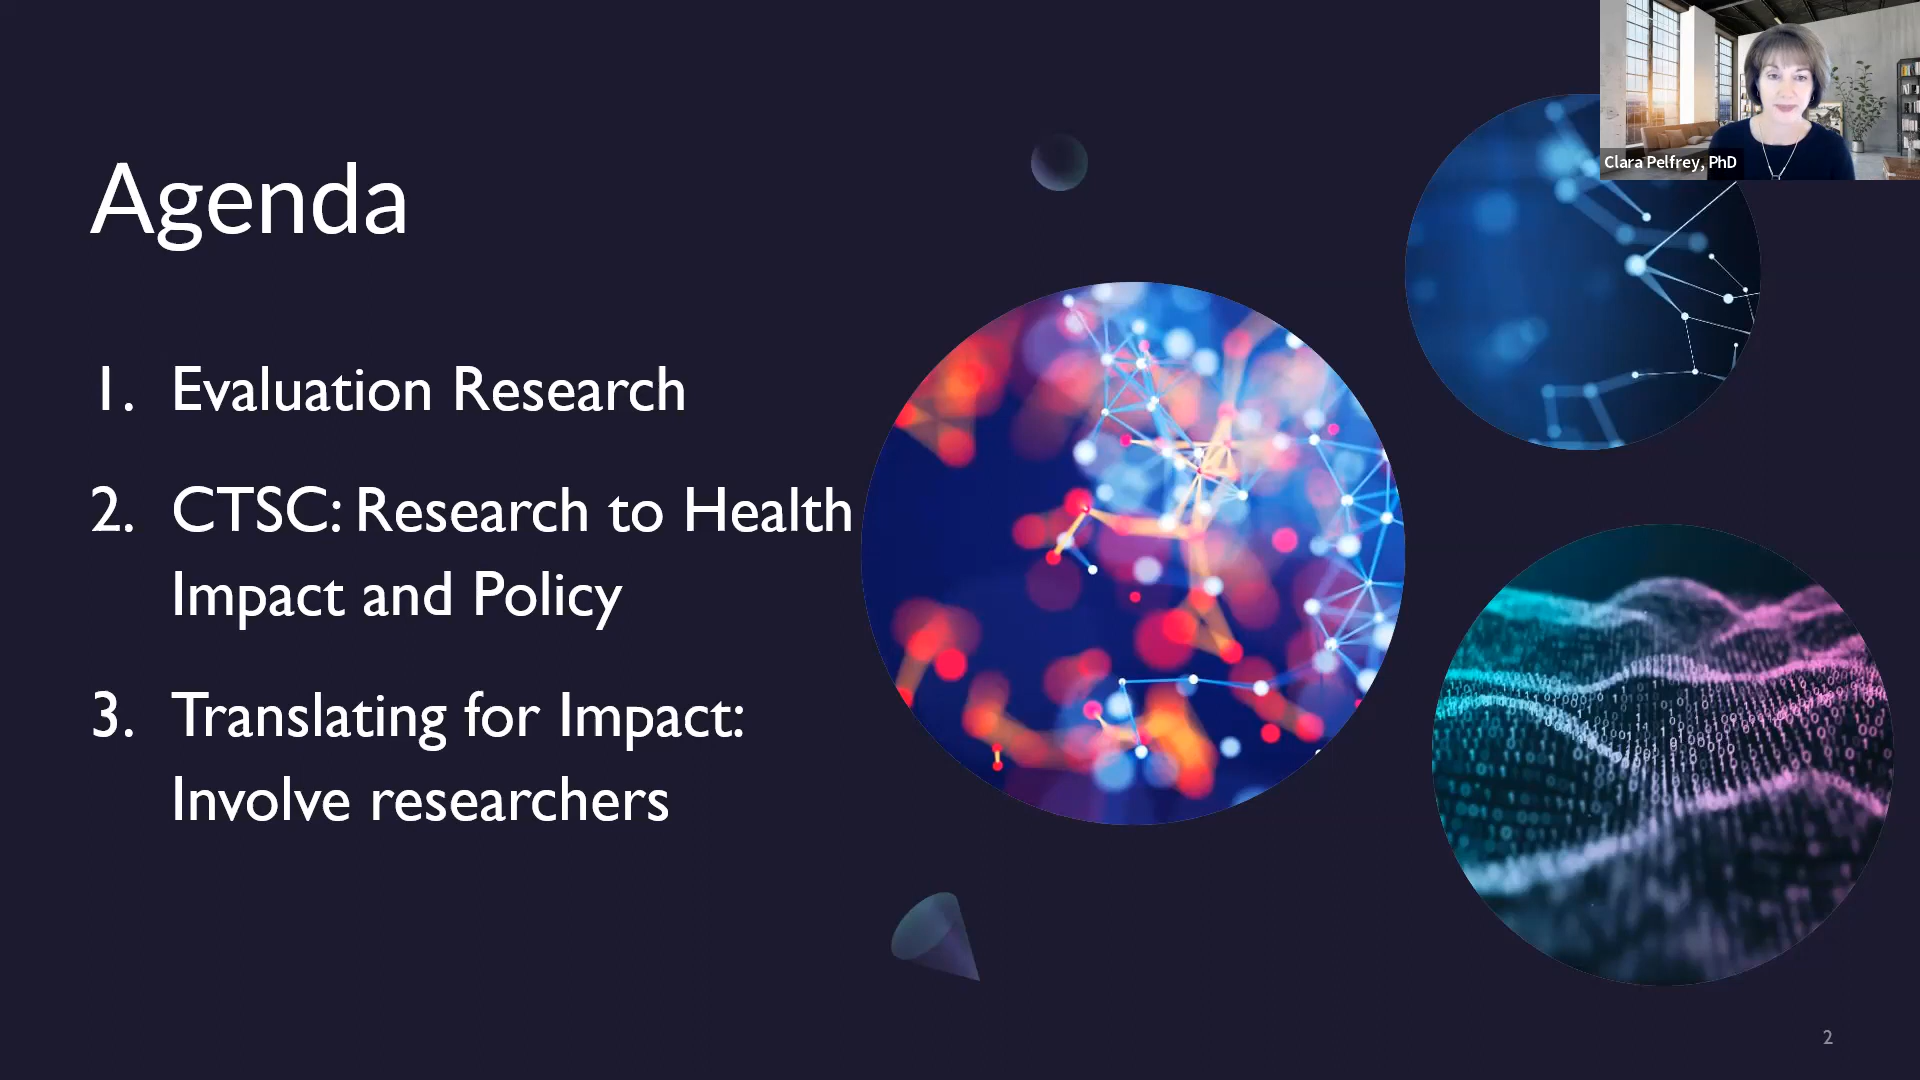 Clara Pelfrey, PhD
Agenda
1. Evaluation Research
2. CTSC: Research to Health
Impact and Policy
3. Translating for Impact:
Involve researchers
2